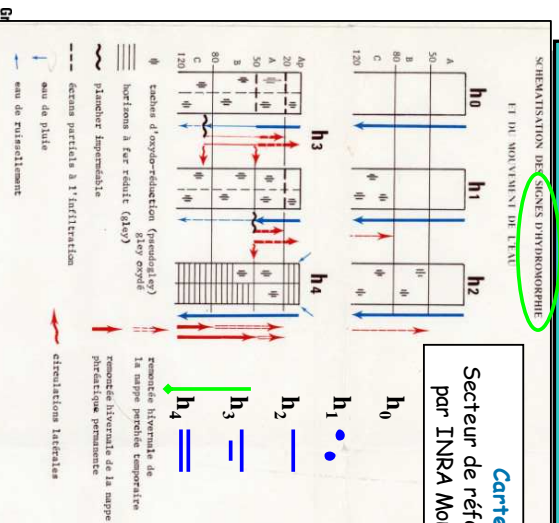 Gr
SCHEMATISATION DES SIGNES D'HYDROMORPHIE
ET DU MOUVEMENT DE L'EAU
h0
h1
h2
A
50
B
80
C
120
h3
h4
Ap
20
A
50
B
80
C
120
taches d'oxydo-réduction (pseudogley)
gley oxydé
horizons à fer réduit (gley)
plancher imperméable
écrans partiels à l'infiltration
eau de pluie
eau de ruissellement
remontée hivernale de
la nappe perchée temporaire
remontée hivernale de la nappe
phréatique permanente
circulations latérales
h0
h1
h2
h3
h4
Carte
Secteur de réfé
par INRA Mon